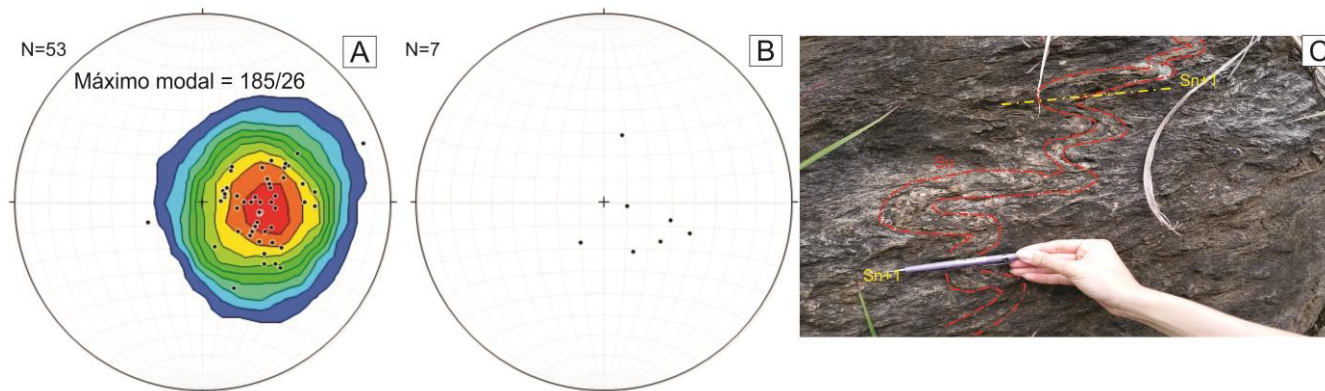 N=53
A
Máximo modal = 185/26
N=7
B
C
Sn+1
Sn
Sn+1